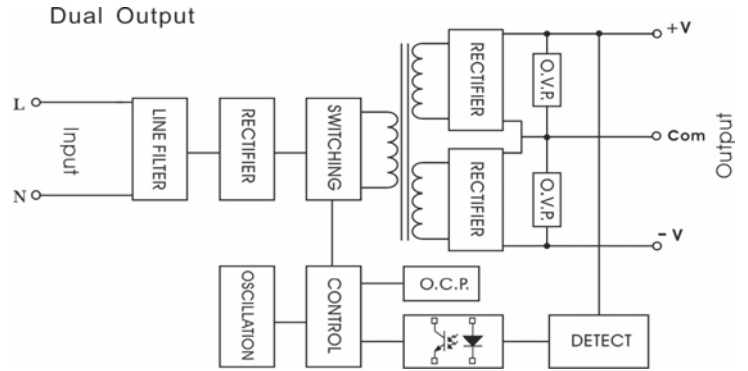 Dual Output
L
N
Input
LINE FILTER
RECTIFIER
SWITCHING
RECTIFIER
RECTIFIER
O.V.P.
O.V.P.
+V
Com
- V
Output
OSCILLATION
CONTROL
O.C.P.
DETECT